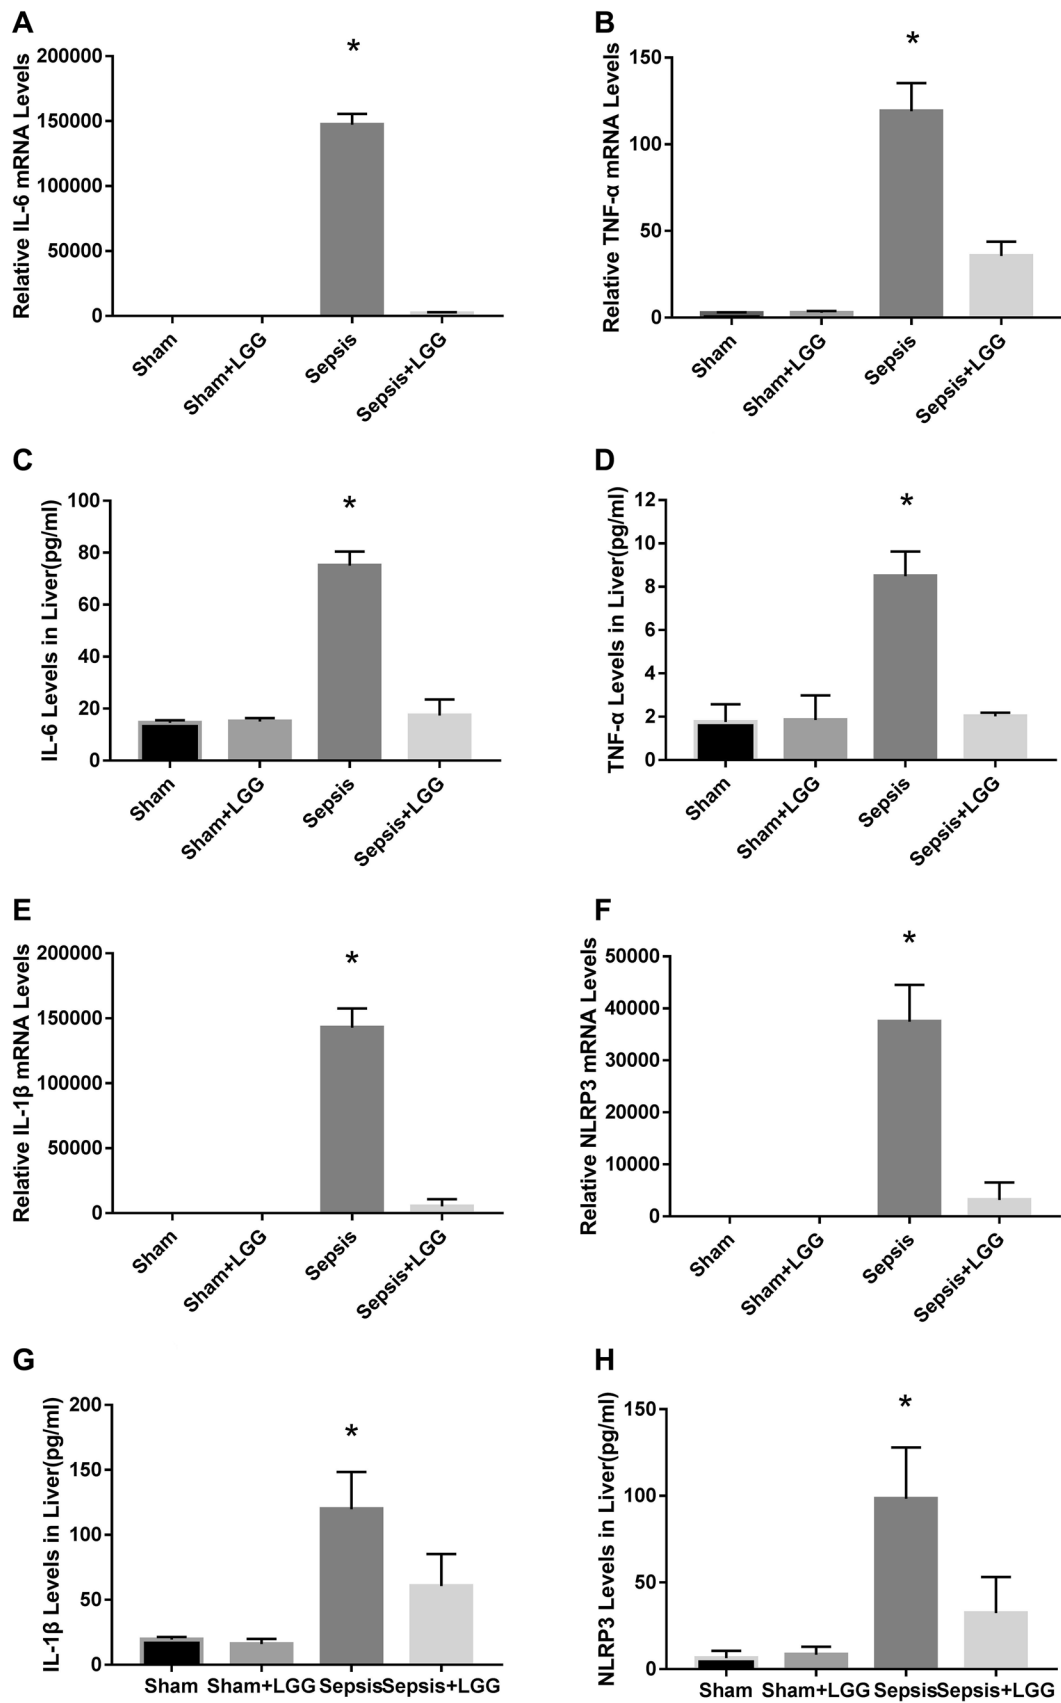 A
Relative IL-6 mRNA Levels
200000
150000
100000
50000
0
*
Sham
Sham+LGG
Sepsis
Sepsis+LGG
B
Relative TNF-α mRNA Levels
150
100
50
0
*
Sham
Sham+LGG
Sepsis
Sepsis+LGG
C
IL-6 Levels in Liver(pg/ml)
100
80
60
40
20
0
*
Sham
Sham+LGG
Sepsis
Sepsis+LGG
D
TNF-α Levels in Liver(pg/ml)
12
10
8
6
4
2
0
*
Sham
Sham+LGG
Sepsis
Sepsis+LGG
E
Relative IL-1β mRNA Levels
200000
150000
100000
50000
0
*
Sham
Sham+LGG
Sepsis
Sepsis+LGG
F
Relative NLRP3 mRNA Levels
50000
40000
30000
20000
10000
0
*
Sham
Sham+LGG
Sepsis
Sepsis+LGG
G
IL-1β Levels in Liver(pg/ml)
200
150
100
50
0
*
Sham Sham+LGG Sepsis Sepsis+LGG
H
NLRP3 Levels in Liver(pg/ml)
150
100
50
0
*
Sham Sham+LGG Sepsis Sepsis+LGG